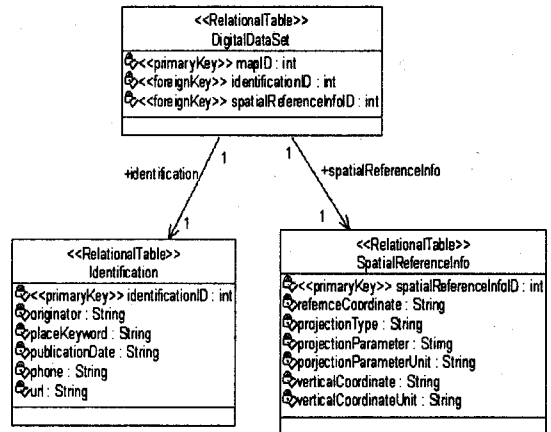 <<RelationalTable>>
DigitalDataSet
<<primaryKey>> mapID : int
<<foreignKey>> identificationID : int
<<foreignKey>> spatialReferenceInfoID : int
1
1
+identification
+spatialReferenceInfo
1
1
<<RelationalTable>>
Identification
<<primaryKey>> identificationID : int
originator : String
placeKeyword : String
publicationDate : String
phone : String
url : String
<<RelationalTable>>
SpatialReferenceInfo
<<primaryKey>> spatialReferenceInfoID : int
refernceCoordinate : String
projectionType : String
projectionParameter : Stimg
porjectionParameterUnit : String
verticalCoordinate : String
verticalCoordinateUnit : String